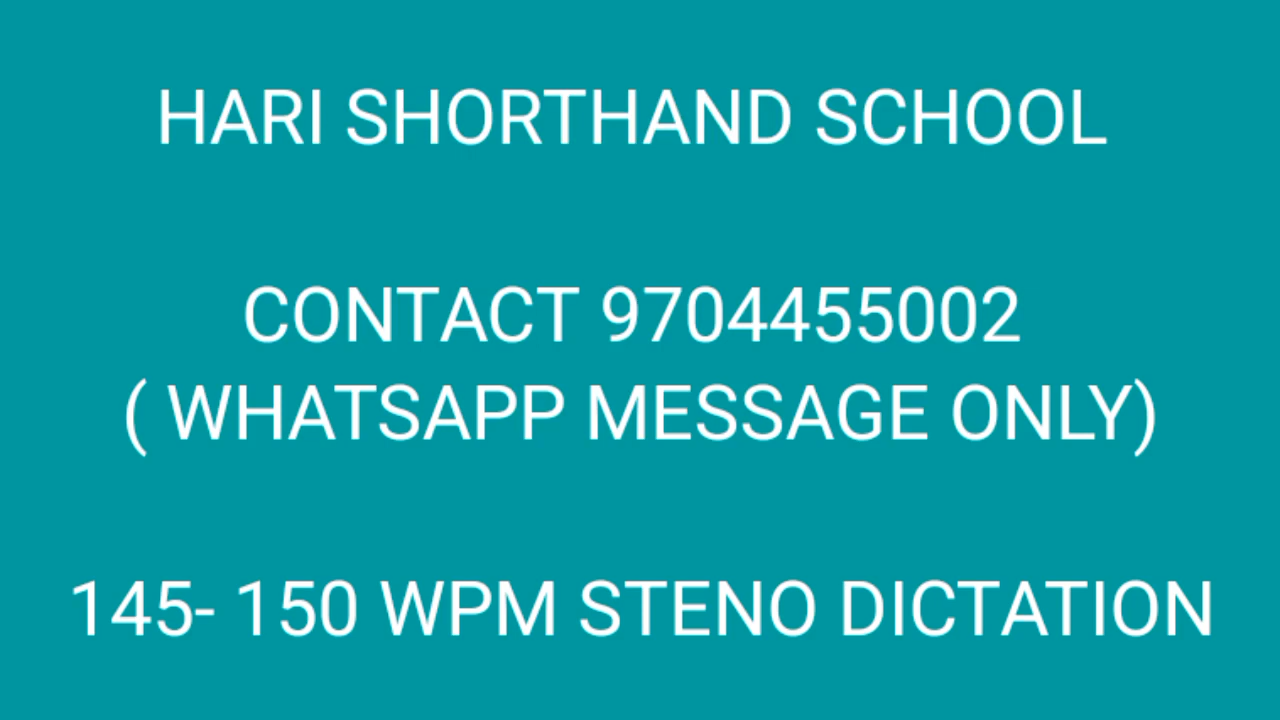 HARI SHORTHAND SCHOOL
CONTACT 9704455002
( WHATSAPP MESSAGE ONLY)
145- 150 WPM STENO DICTATION